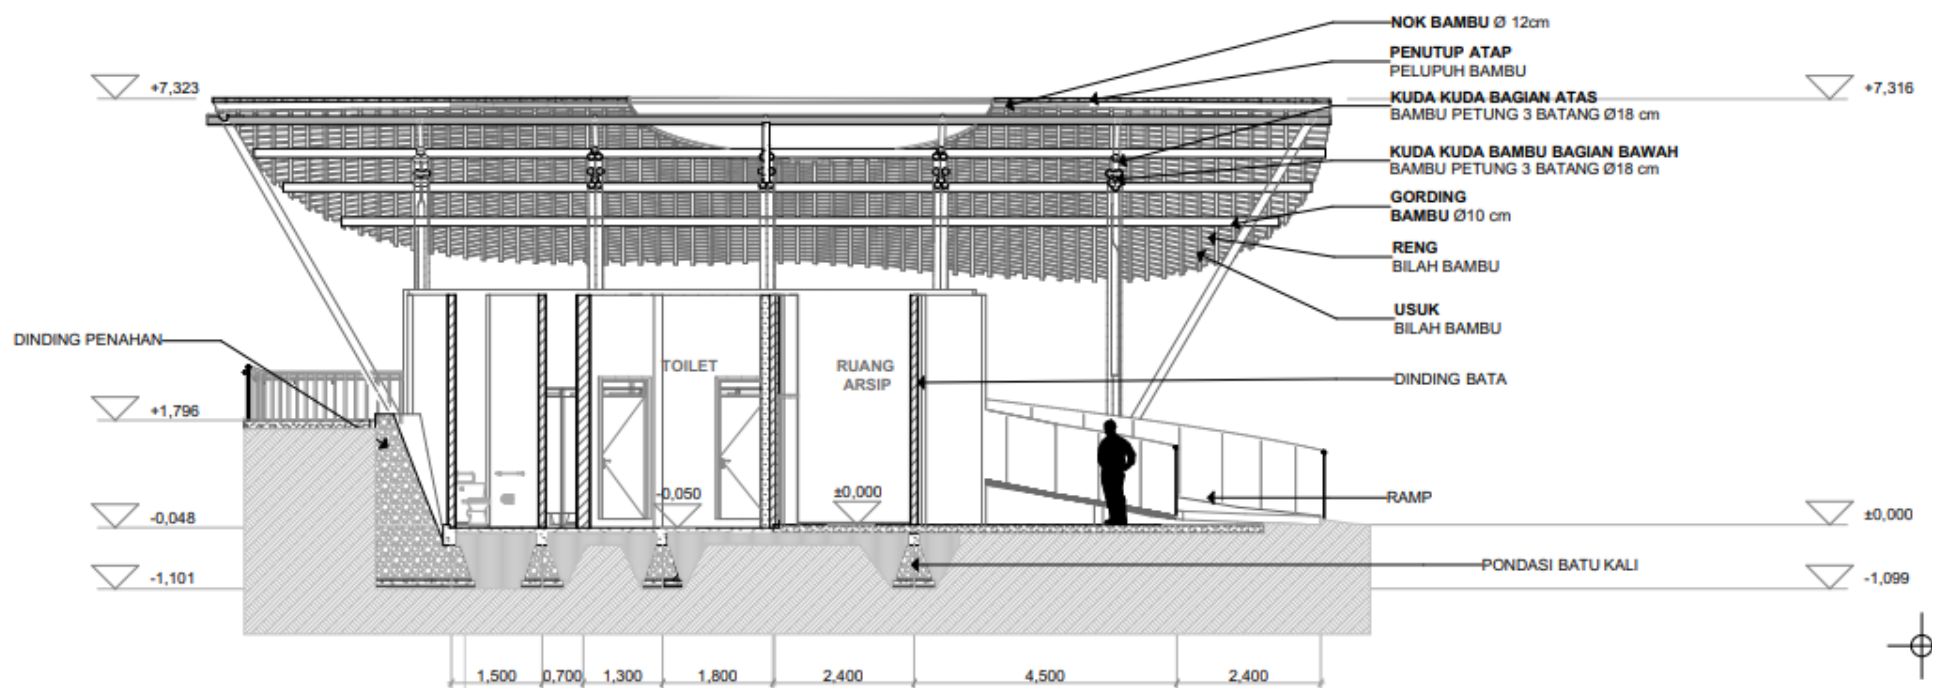 NOK BAMBU Ø 12cm
PENUTUP ATAP
PELUPUH BAMBU
+7,323
+7,316
KUDA KUDA BAGIAN ATAS
BAMBU PETUNG 3 BATANG Ø18 cm
KUDA KUDA BAMBU BAGIAN BAWAH
BAMBU PETUNG 3 BATANG Ø18 cm
GORDING
BAMBU Ø10 cm
RENG
BILAH BAMBU
USUK
BILAH BAMBU
DINDING PENAHAN
TOILET
RUANG
ARSIP
DINDING BATA
+1,796
-0,050
±0,000
RAMP
-0,048
±0,000
PONDASI BATU KALI
-1,101
-1,099
1,500 0,700 1,300 1,800 2,400 4,500 2,400